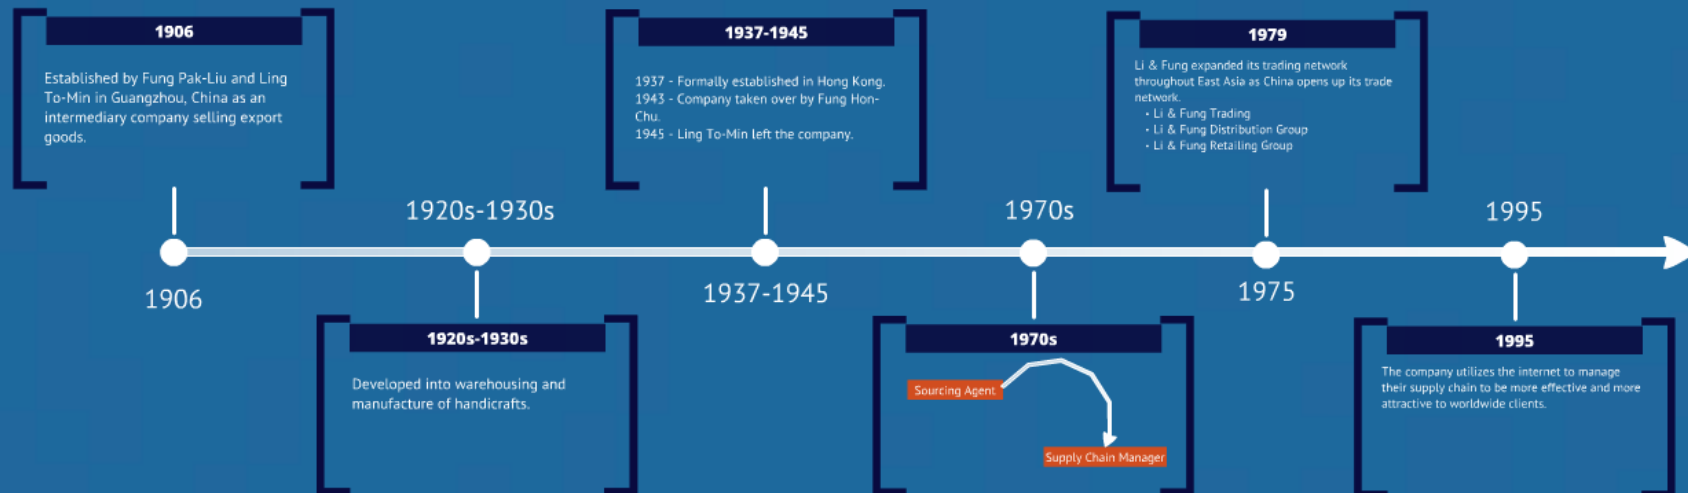 1906
Established by Fung Pak-Liu and Ling
To-Min in Guangzhou, China as an
intermediary company selling export
goods.
1937-1945
1937 - Formally established in Hong Kong.
1943 - Company taken over by Fung Hon-
Chu.
1945 - Ling To-Min left the company.
1979
Li & Fung expanded its trading network
throughout East Asia as China opens up its trade
network.
• Li & Fung Trading
• Li & Fung Distribution Group
• Li & Fung Retailing Group
1920s-1930s
1970s
1995
1906
1937-1945
1975
1920s-1930s
Developed into warehousing and
manufacture of handicrafts.
1970s
Sourcing Agent
Supply Chain Manager
1995
The company utilizes the internet to manage
their supply chain to be more effective and more
attractive to worldwide clients.